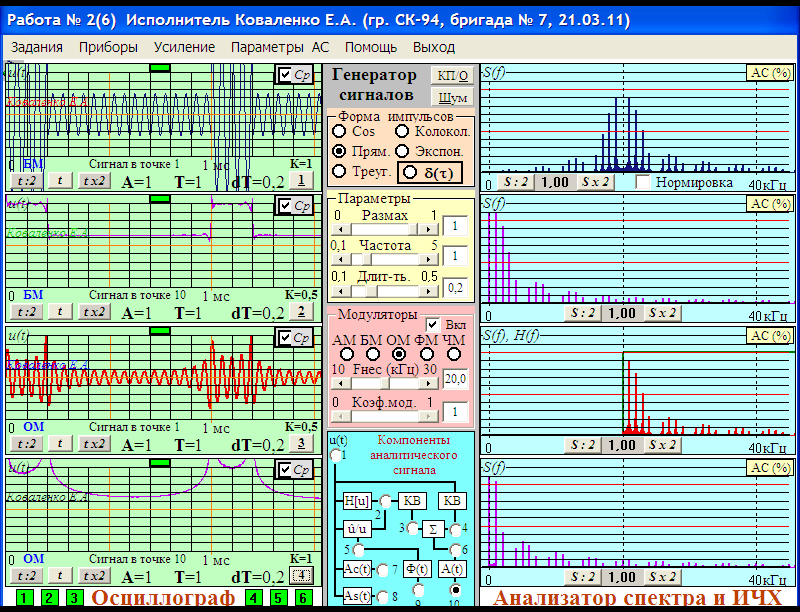 Работа № 2(6) Исполнитель Коваленко Е.А. (гр. СК-94, бригада № 7, 21.03.11)
Задания Приборы Усиление Параметры АС Помощь Выход
u(t) Ср
Коваленко Е.А
0 БМ Сигнал в точке 1 1 мс K=1
t:2 t tx2 A=1 T=1 dT=0,2 1
u(t) Ср
Коваленко Е.А
0 БМ Сигнал в точке 10 1 мс K=0,5
t:2 t tx2 A=1 T=1 dT=0,2 2
u(t) Ср
Коваленко Е.А
0 ОМ Сигнал в точке 1 1 мс K=0,5
t:2 t tx2 A=1 T=1 dT=0,2 3
u(t) Ср
Коваленко Е.А
0 ОМ Сигнал в точке 10 1 мс K=1
t:2 t tx2 A=1 T=1 dT=0,2 4
1 2 3 Осциллограф 4 5 6
Генератор сигналов
КП/О
Шум
Форма импульсов
Cos Колокол.
Прям. Экспон.
Треуг. δ(τ)
Параметры
0 Размах 1 1
0,1 Частота 5 1
0,1 Длит-ть. 0,5 0,2
Модуляторы Вкл
АМ БМ ОМ ФМ ЧМ
10 Fнес (кГц) 30 20,0
0 Коэф.мод. 1 1
u(t) Компоненты
1 аналитического
сигнала
H[u] КВ КВ
2
û/u 3 Σ 4
5 6
Ac(t) 7 Ф(t) A(t)
As(t) 8 9 10
S(f) АС (%)
0 S:2 1,00 Sx2 Нормировка 40кГц
S(f) АС (%)
0 S:2 1,00 Sx2 40кГц
S(f), H(f) АС (%)
0 S:2 1,00 Sx2 40кГц
S(f) АС (%)
0 S:2 1,00 Sx2 40кГц
Анализатор спектра и ИЧХ